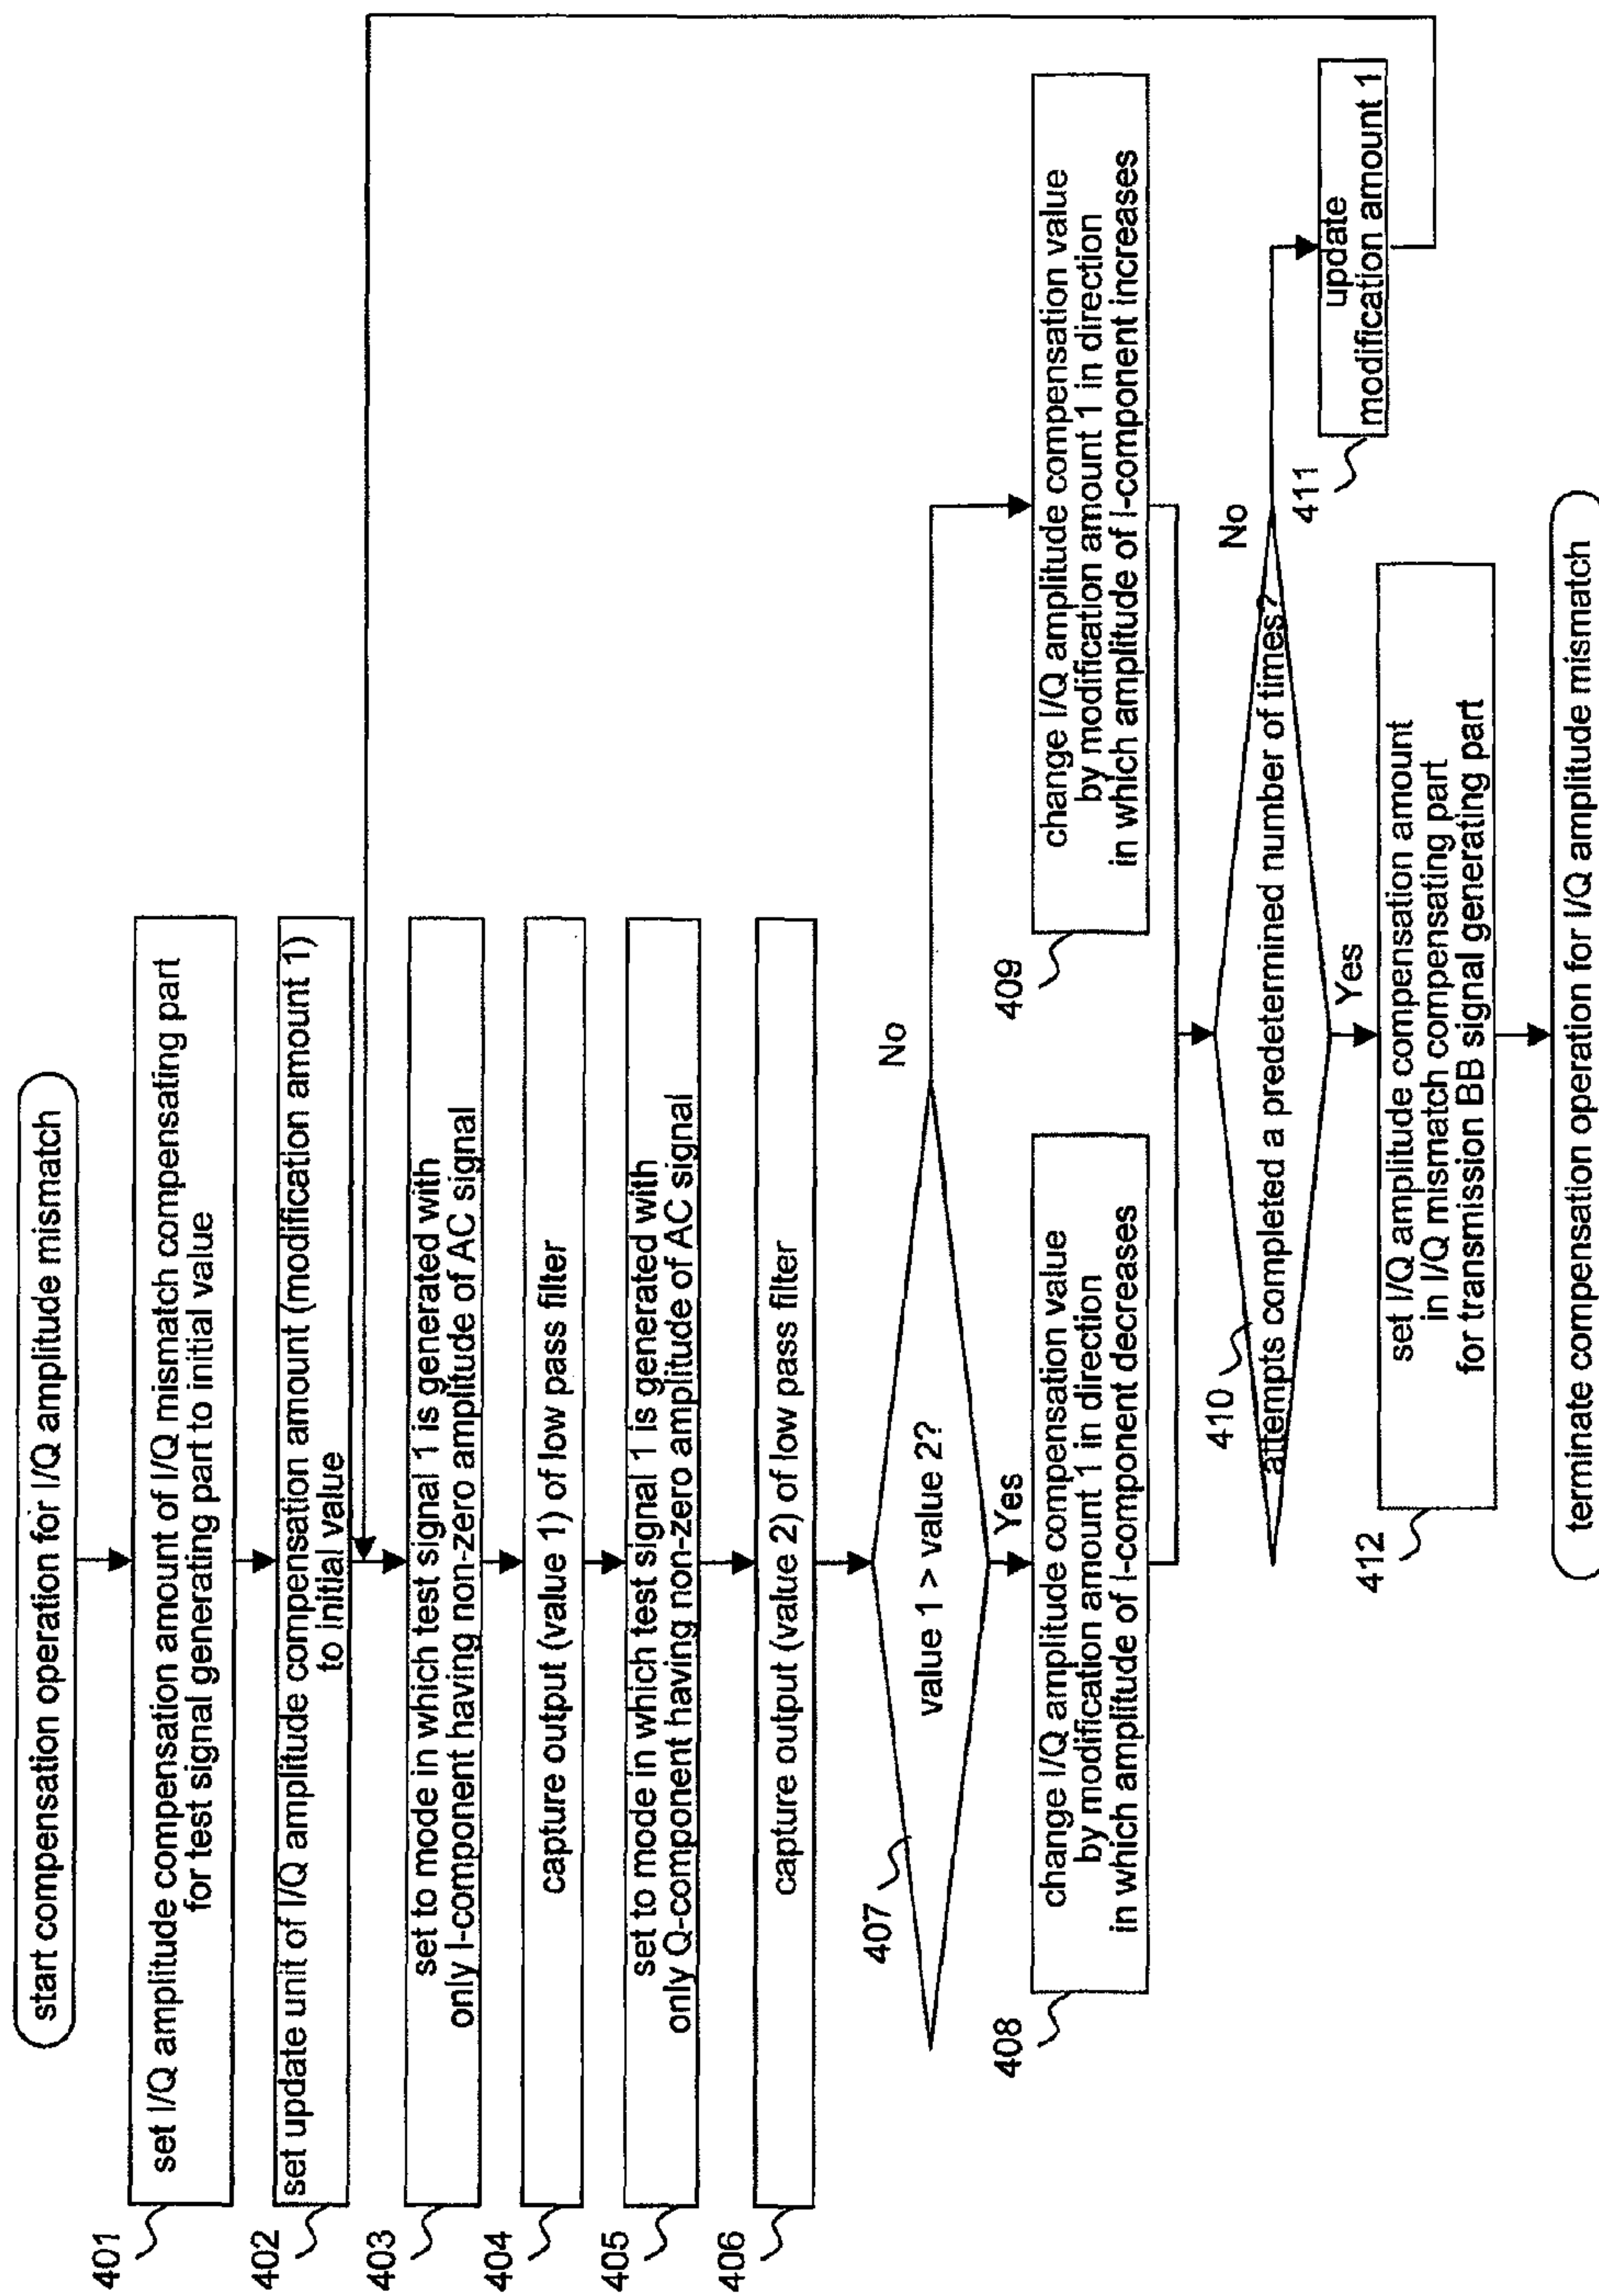 start compensation operation for I/Q amplitude mismatch
401
set I/Q amplitude compensation amount of I/Q mismatch compensating part
for test signal generating part to initial value
402
set update unit of I/Q amplitude compensation amount (modification amount 1)
to initial value
403
set to mode in which test signal 1 is generated with
only I-component having non-zero amplitude of AC signal
404
capture output (value 1) of low pass filter
405
set to mode in which test signal 1 is generated with
only Q-component having non-zero amplitude of AC signal
406
capture output (value 2) of low pass filter
407
value 1 > value 2?
No
Yes
408
change I/Q amplitude compensation value
by modification amount 1 in direction
in which amplitude of I-component decreases
409
change I/Q amplitude compensation value
by modification amount 1 in direction
in which amplitude of I-component increases
410
attempts completed a predetermined number of times?
No
Yes
411
update
modification amount 1
412
set I/Q amplitude compensation amount
in I/Q mismatch compensating part
for transmission BB signal generating part
terminate compensation operation for I/Q amplitude mismatch